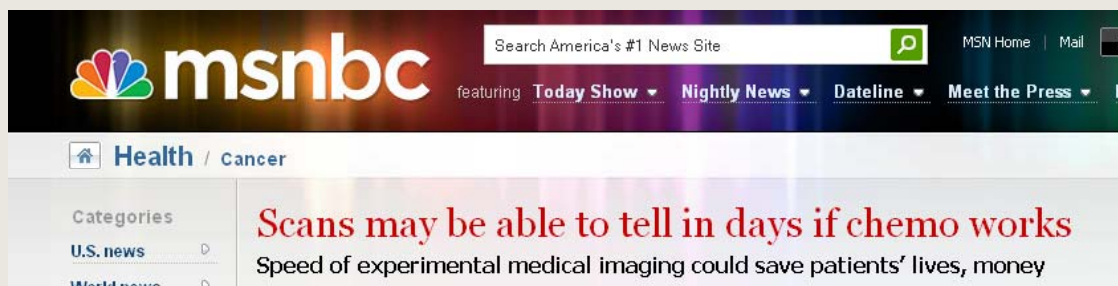 msnbc
Search America's #1 News Site
MSN Home | Mail
featuring Today Show Nightly News Dateline Meet the Press
Health / Cancer
Categories
U.S. news
World news
Scans may be able to tell in days if chemo works
Speed of experimental medical imaging could save patients' lives, money